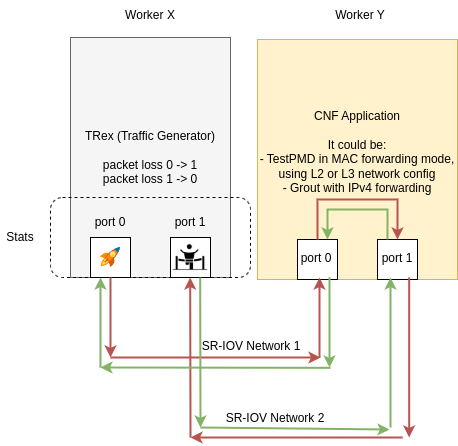 Worker X
Worker Y
TRex (Traffic Generator)
packet loss 0 -> 1
packet loss 1 -> 0
CNF Application
It could be:
- TestPMD in MAC forwarding mode,
using L2 or L3 network config
- Grout with IPv4 forwarding
Stats
port 0
port 1
port 0
port 1
SR-IOV Network 1
SR-IOV Network 2